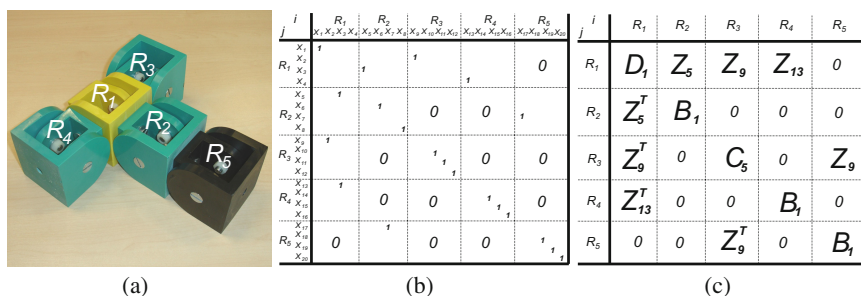 R3
R1
R4
R2
R5
(a)
i
R1 R2 R3 R4 R5
j
x1 x2 x3 x4 x5 x6 x7 x8 x9 x10 x11 x12 x13 x14 x15 x16 x17 x18 x19 x20
x1 1
x2 1
R1 x3 1 0
x4 1
x5 1
x6 1
R2 x7 0 0 1
x8 1
x9 1
x10 1
R3 x11 0 1 0 0
x12 1
x13 1
x14 1
R4 x15 0 0 1 0
x16 1
x17 1
x18 1
R5 x19 0 0 0 1
x20 1
(b)
i
R1 R2 R3 R4 R5
j
R1 D1 Z5 Z9 Z13 0
R2 Z5^T B1 0 0 0
R3 Z9^T 0 C5 0 Z9
R4 Z13^T 0 0 B1 0
R5 0 0 Z9^T 0 B1
(c)